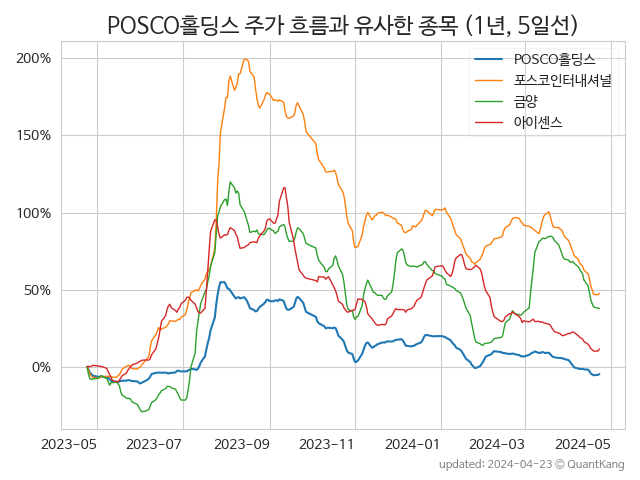 POSCO홀딩스 주가 흐름과 유사한 종목 (1년, 5일선)
POSCO홀딩스
포스코인터내셔널
금양
아이센스
200%
150%
100%
50%
0%
2023-05 2023-07 2023-09 2023-11 2024-01 2024-03 2024-05
updated: 2024-04-23 © QuantKang